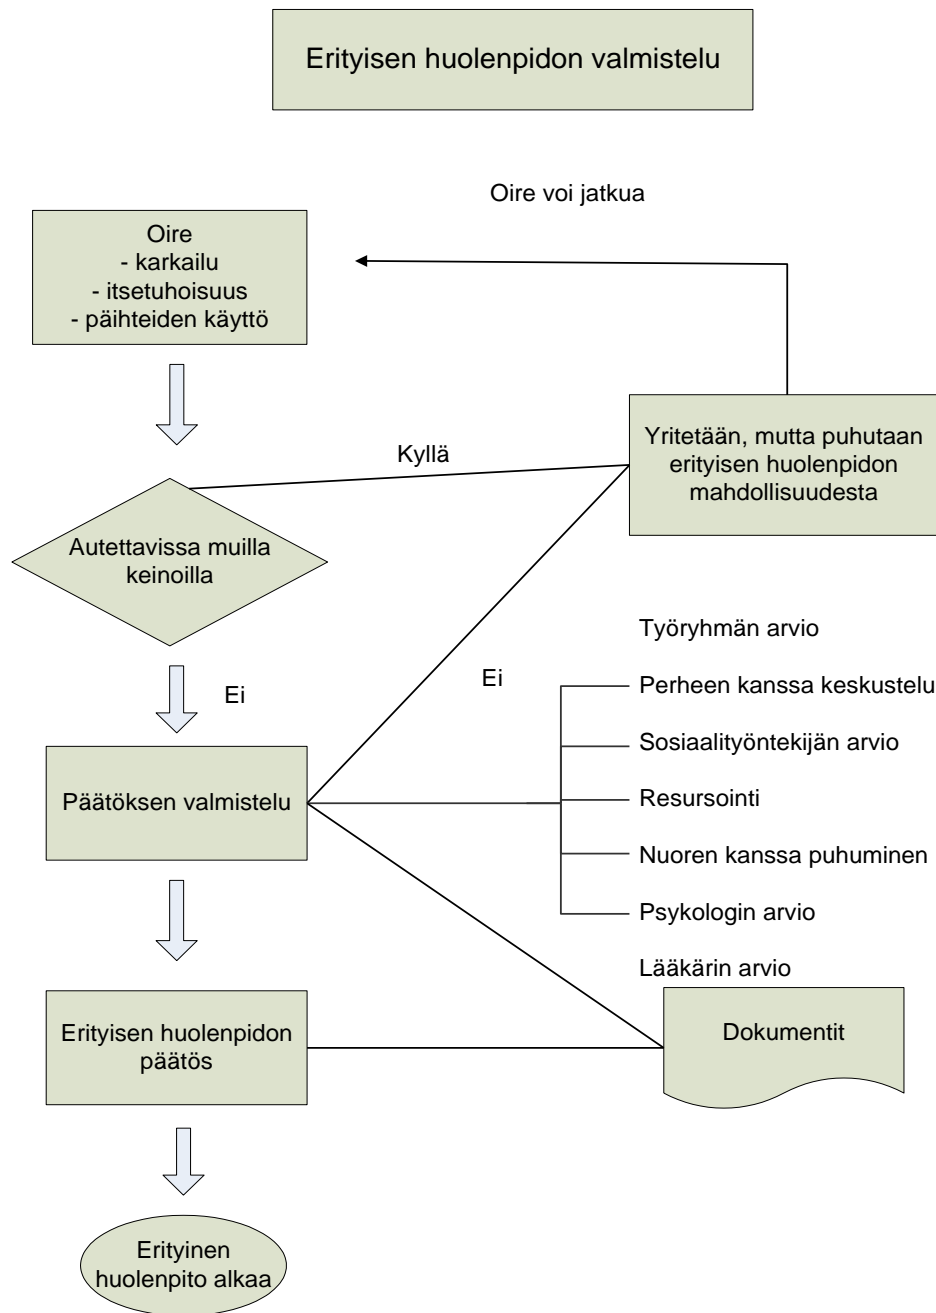 Erityisen huolenpidon valmistelu
Oire voi jatkua
Oire
- karkailu
- itsetuhoisuus
- päihteiden käyttö
Kyllä
Yritetään, mutta puhutaan
erityisen huolenpidon
mahdollisuudesta
Autettavissa muilla
keinoilla
Ei
Ei
Päätöksen valmistelu
Työryhmän arvio
Perheen kanssa keskustelu
Sosiaalityöntekijän arvio
Resursointi
Nuoren kanssa puhuminen
Psykologin arvio
Lääkärin arvio
Erityisen huolenpidon
päätös
Dokumentit
Erityinen
huolenpito alkaa